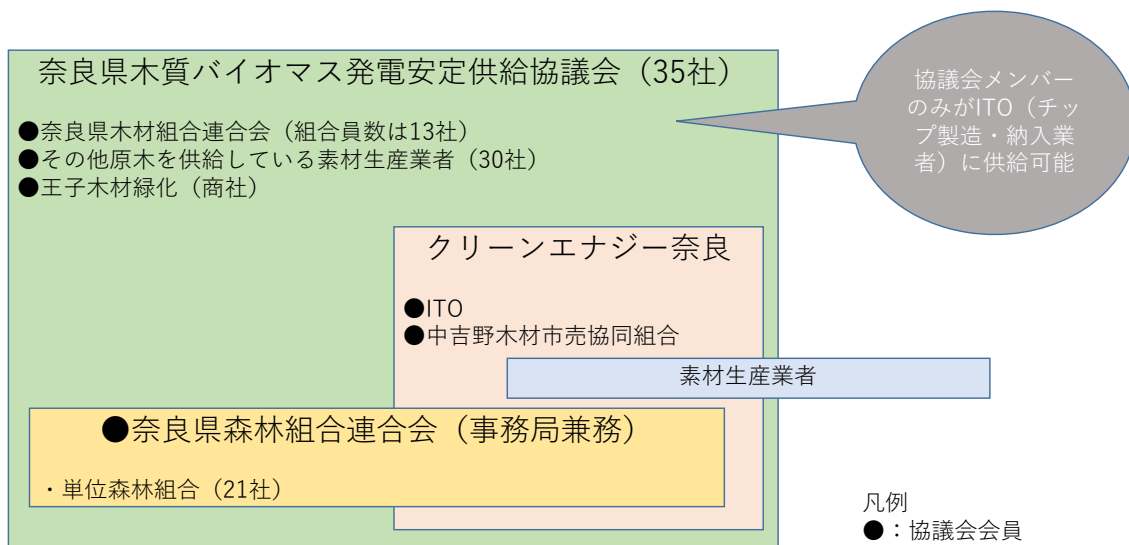 奈良県木質バイオマス発電安定供給協議会（35社）
●奈良県木材組合連合会（組合員数は13社）
●その他原木を供給している素材生産業者（30社）
●王子木材緑化（商社）
協議会メンバー
のみがITO（チッ
プ製造・納入業
者）に供給可能
クリーンエナジー奈良
●ITO
●中吉野木材市売協同組合
素材生産業者
●奈良県森林組合連合会（事務局兼務）
・単位森林組合（21社）
凡例
●：協議会会員